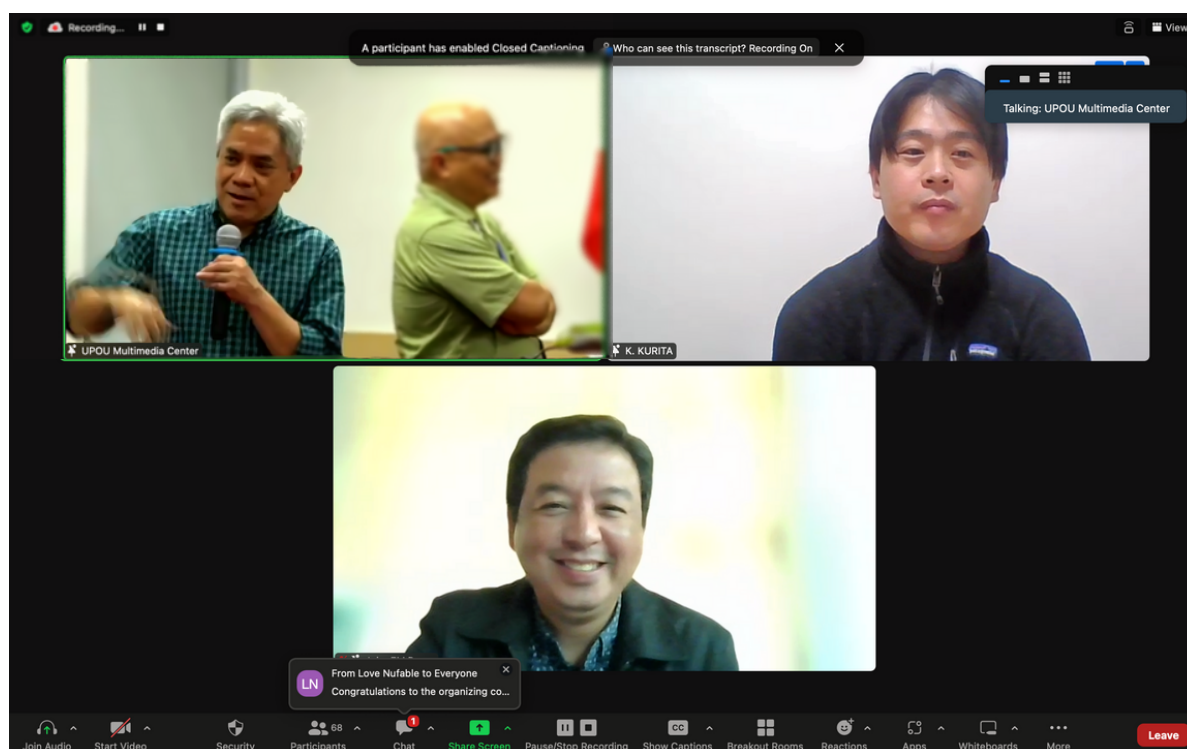 Recording...
View
A participant has enabled Closed Captioning
Who can see this transcript? Recording On
Talking: UPOU Multimedia Center
UPOU Multimedia Center
K. KURITA
LN
From Love Nufable to Everyone
Congratulations to the organizing co...
68
1
CC
Join Audio
Start Video
Security
Participants
Chat
Share Screen
Pause/Stop Recording
Show Captions
Breakout Rooms
Reactions
Apps
Whiteboards
More
Leave